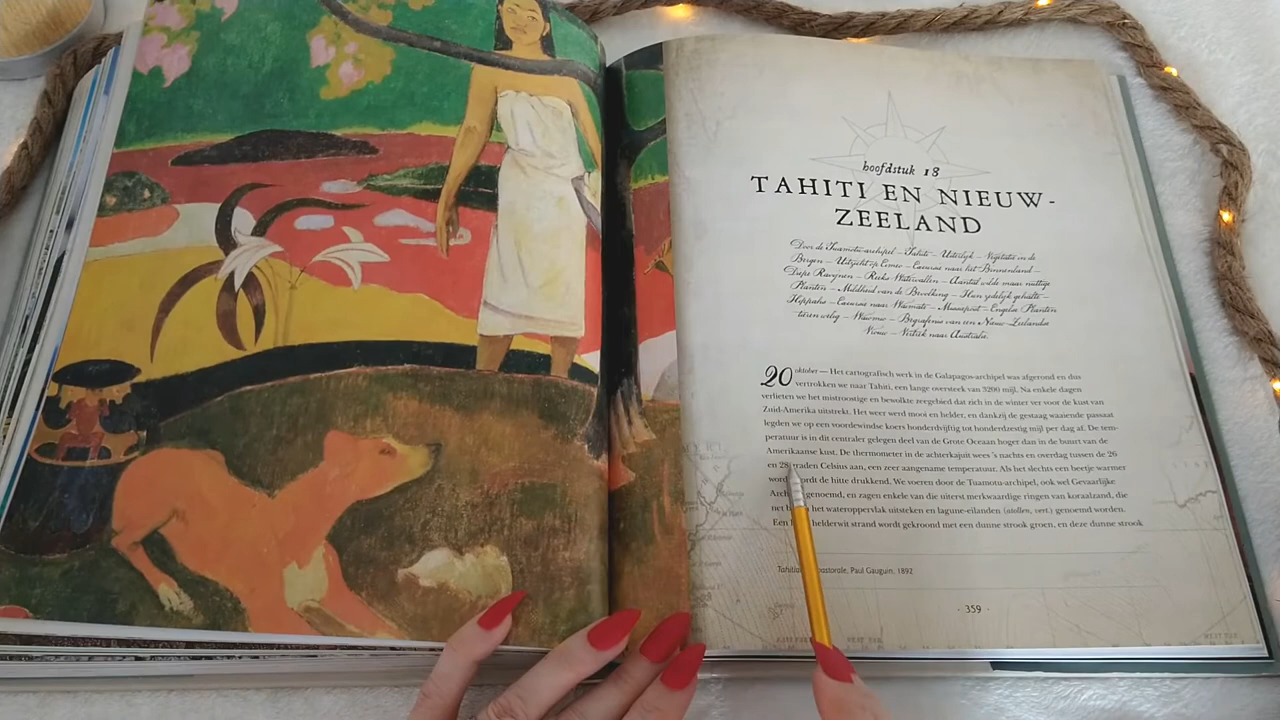 hoofdstuk 18
TAHITI EN NIEUW-
ZEELAND
Door de Tuamotu-archipel – Tahiti – Uiterlijk – Vegetatie in de
Bergen – Uitzicht op Eimeo – Excursie naar het Binnenland –
Diepe Ravijnen – Reeks Watervallen – Aantal wilde maar nuttige
Planten – Mildheid van de Bevolking – Hun zedelijk gehalte –
Hippahs – Excursie naar Waimate – Missiepost – Engelse Planten
tieren welig – Waiomio – Begrafenis van een Nieuw-Zeelandse
Vrouw – Vertrek naar Australië.
20 oktober — Het cartografisch werk in de Galapagos-archipel was afgerond en dus
vertrokken we naar Tahiti, een lange oversteek van 3200 mijl. Na enkele dagen
verlieten we het mistroostige en bewolkte zeegebied dat zich in de winter ver voor de kust van
Zuid-Amerika uitstrekt. Het weer werd mooi en helder, en dankzij de gestaag waaiende passaat
legden we op een voordewindse koers honderdvijftig tot honderdzestig mijl per dag af. De tem-
peratuur is in dit centraler gelegen deel van de Grote Oceaan hoger dan in de buurt van de
Amerikaanse kust. De thermometer in de achterkajuit wees 's nachts en overdag tussen de 26
en 28 graden Celsius aan, een zeer aangename temperatuur. Als het slechts een beetje warmer
wordt de hitte drukkend. We voeren door de Tuamotu-archipel, ook wel Gevaarlijke
genoemd, en zagen enkele van die uiterst merkwaardige ringen van koraalzand, die
net het wateroppervlak uitsteken en lagune-eilanden (atollen, vert.) genoemd worden.
Een helderwit strand wordt gekroond met een dunne strook groen, en deze dunne strook
pastorale, Paul Gauguin, 1892
· 359 ·